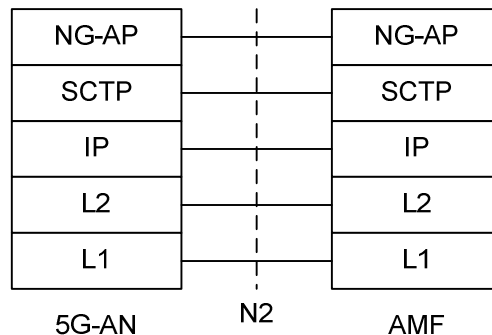 NG-AP NG-AP
SCTP SCTP
IP IP
L2 L2
L1 L1
5G-AN N2 AMF